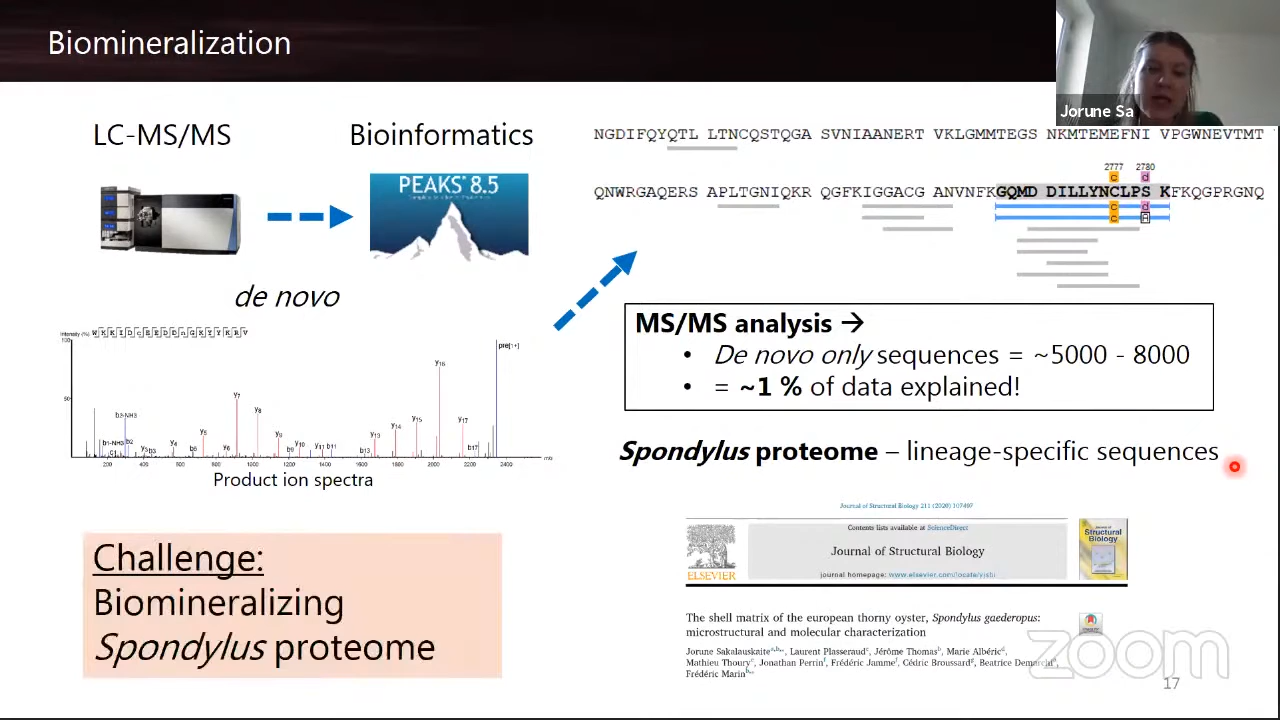 Biomineralization
Jorune Sa
LC-MS/MS
Bioinformatics
PEAKS 8.5
de novo
Intensity (%)
Product ion spectra
Challenge:
Biomineralizing
Spondylus proteome
NGDIFQYQTL LTNCQSTQGA SVNIAANERT VKLGMMTEGS NKMTEMEFNI VPGWNEVTMT
2777 2780
c d
QNWRGAQERS APLTGNIQKR QGFKIGGACG ANVNFKGQMD DILLYNCLPS KFKQGPRGNQ
c d
c A
MS/MS analysis →
• De novo only sequences = ~5000 - 8000
• = ~1 % of data explained!
Spondylus proteome – lineage-specific sequences
Journal of Structural Biology 211 (2020) 107497
Contents lists available at ScienceDirect
Journal of Structural Biology
journal homepage: www.elsevier.com/locate/yjsbi
ELSEVIER
Structural
Biology
The shell matrix of the european thorny oyster, Spondylus gaederopus:
microstructural and molecular characterization
Jorune Sakalauskaite, Laurent Plasseraud, Jérôme Thomas, Marie Albéric,
Mathieu Thoury, Jonathan Perrin, Frédéric Jamme, Cédric Broussard, Beatrice Demarchi,
Frédéric Marin
zoom
17